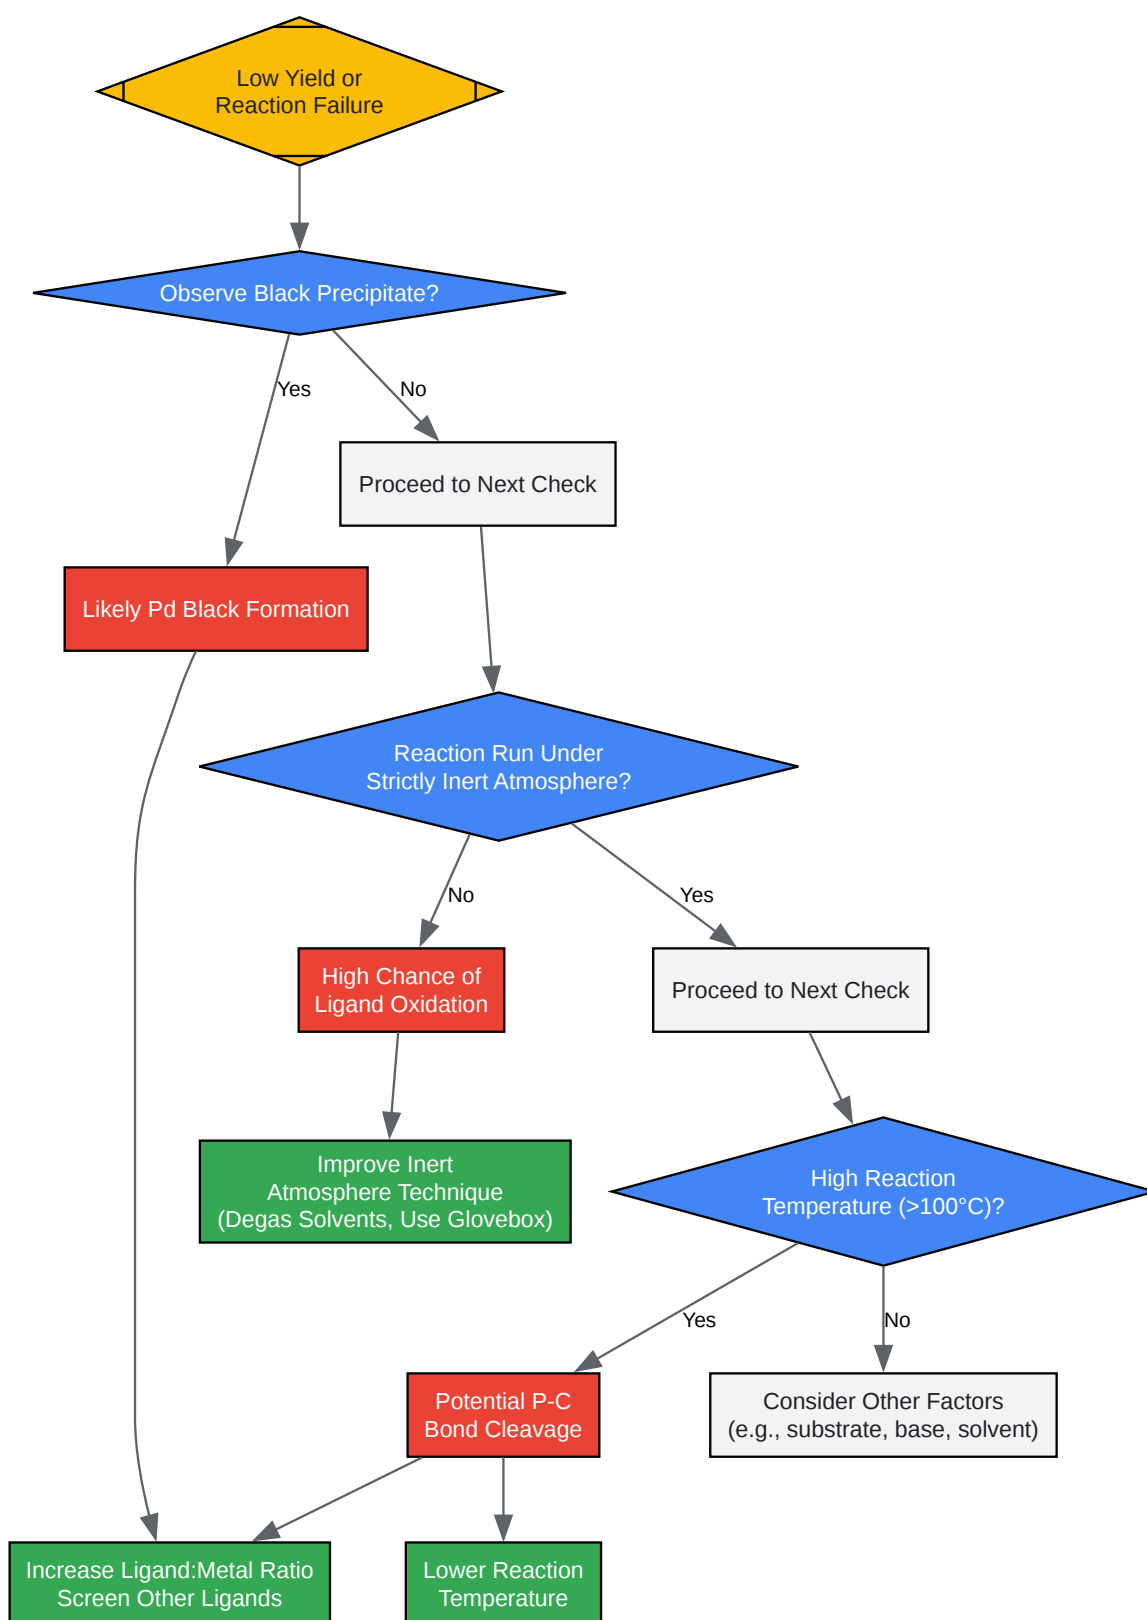 Low Yield or
Reaction Failure
Observe Black Precipitate?
Yes
No
Proceed to Next Check
Likely Pd Black Formation
Reaction Run Under
Strictly Inert Atmosphere?
No
Yes
High Chance of
Ligand Oxidation
Proceed to Next Check
Improve Inert
Atmosphere Technique
(Degas Solvents, Use Glovebox)
High Reaction
Temperature (>100°C)?
Yes
No
Potential P-C
Bond Cleavage
Consider Other Factors
(e.g., substrate, base, solvent)
Increase Ligand:Metal Ratio
Screen Other Ligands
Lower Reaction
Temperature